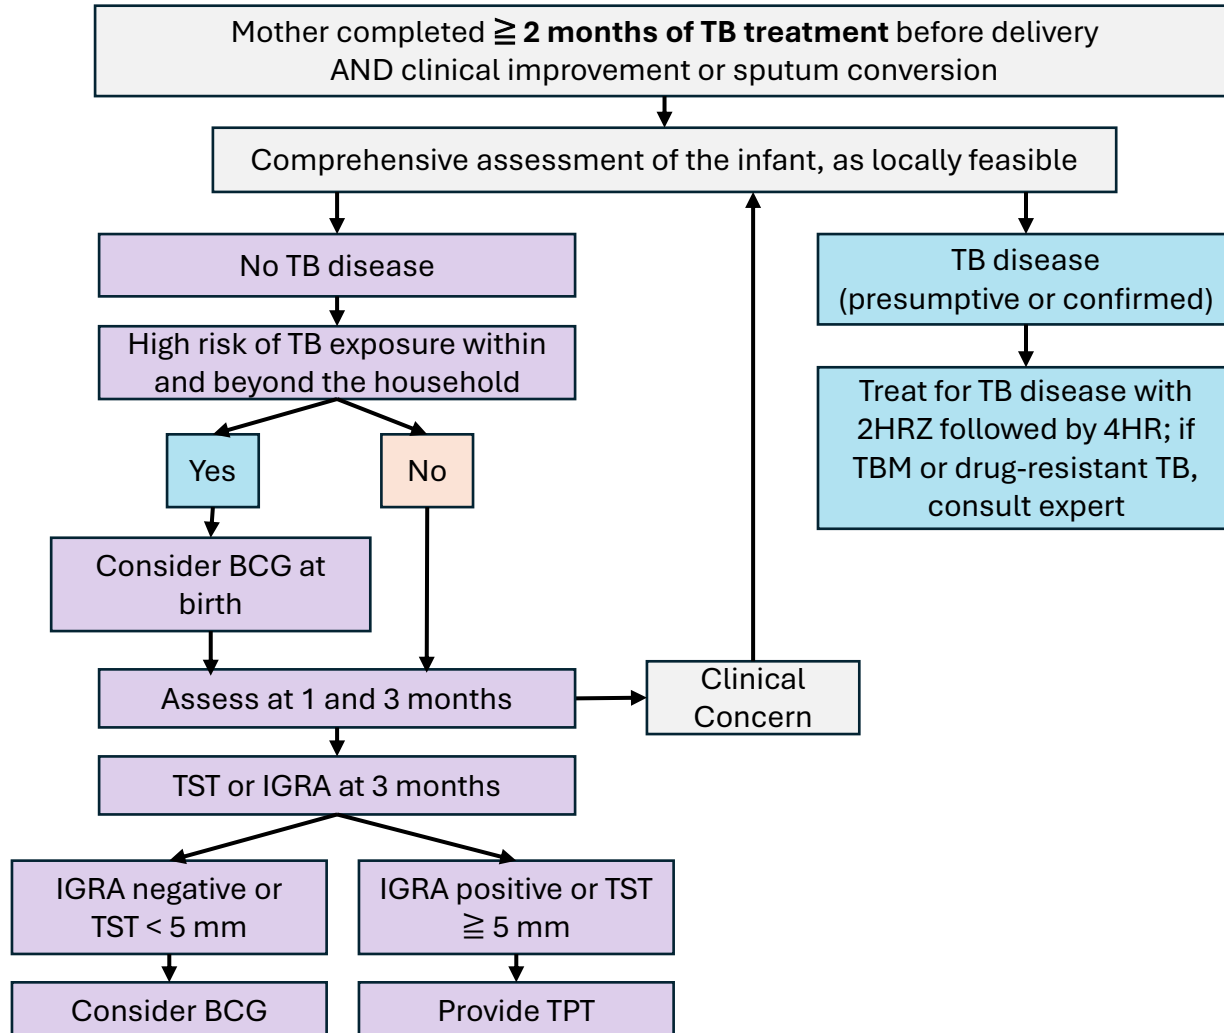 Mother completed ≧ 2 months of TB treatment before delivery
AND clinical improvement or sputum conversion
Comprehensive assessment of the infant, as locally feasible
No TB disease
TB disease
(presumptive or confirmed)
High risk of TB exposure within
and beyond the household
Treat for TB disease with
2HRZ followed by 4HR; if
TBM or drug-resistant TB,
consult expert
Yes
No
Consider BCG at
birth
Assess at 1 and 3 months
Clinical
Concern
TST or IGRA at 3 months
IGRA negative or
TST < 5 mm
IGRA positive or TST
≧ 5 mm
Consider BCG
Provide TPT